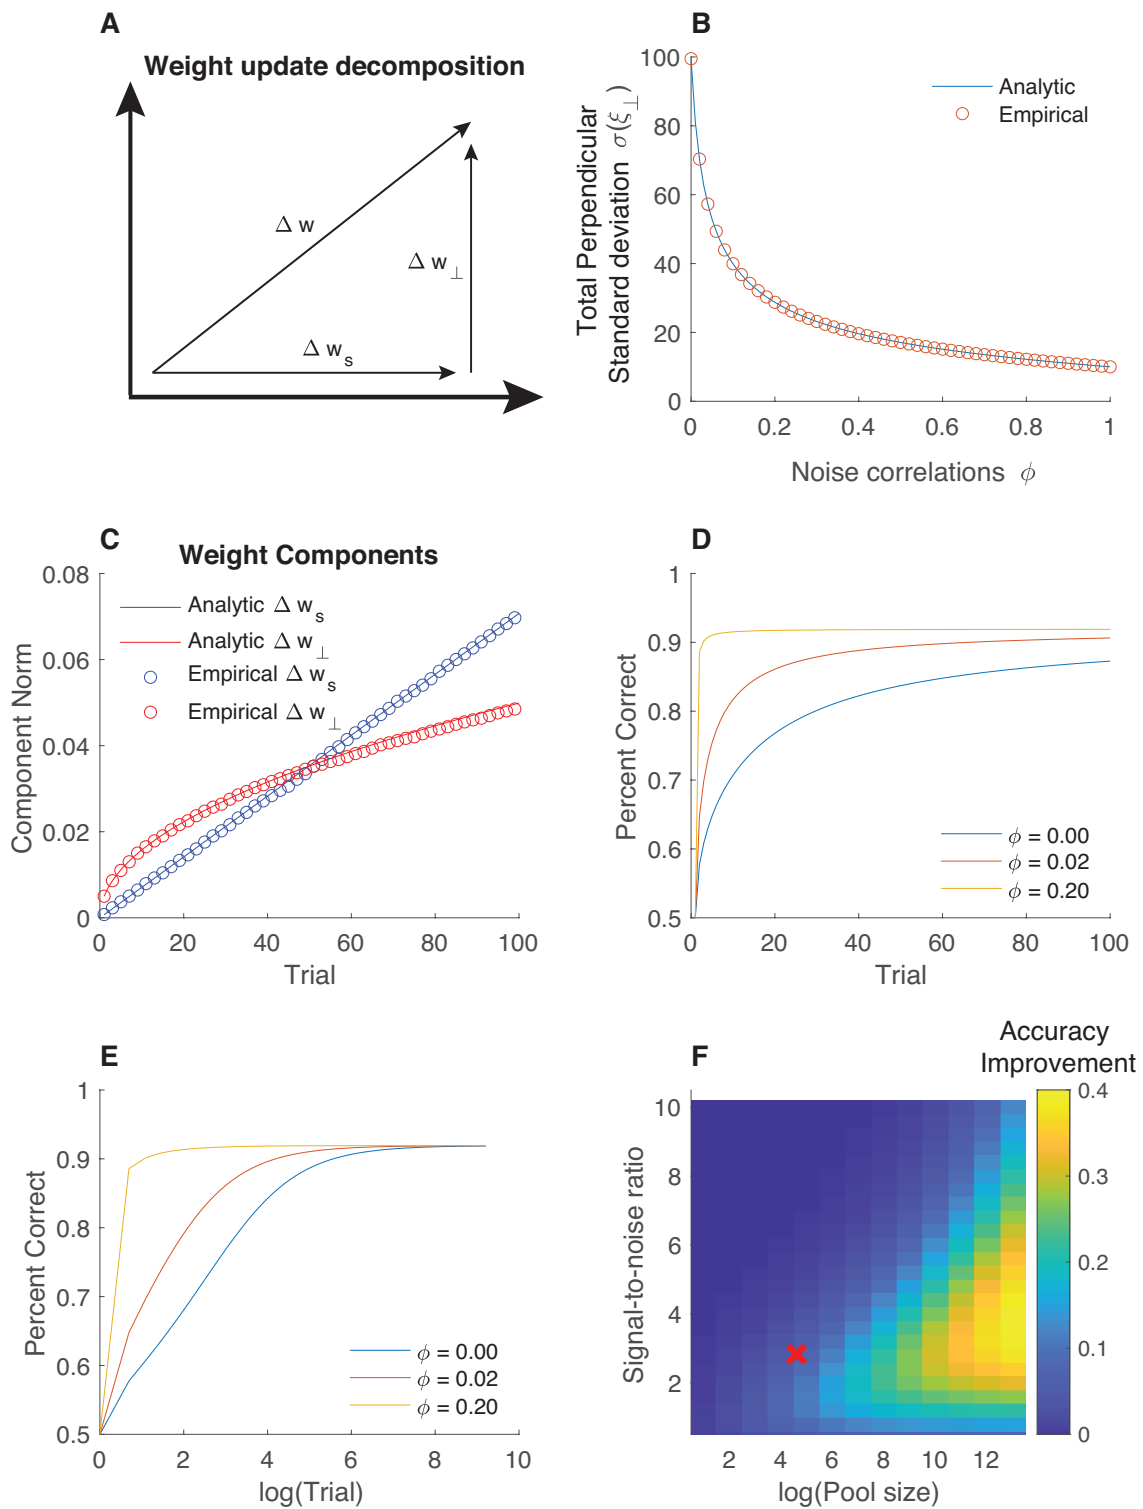 A
Weight update decomposition
Δ w
Δ w⊥
Δ ws
B
Total Perpendicular
Standard deviation σ(ξ⊥)
100
80
60
40
20
0
Analytic
Empirical
0 0.2 0.4 0.6 0.8 1
Noise correlations ϕ
C
Weight Components
Component Norm
0.08
0.06
0.04
0.02
0
Analytic Δ ws
Analytic Δ w⊥
Empirical Δ ws
Empirical Δ w⊥
0 20 40 60 80 100
Trial
D
Percent Correct
1
0.9
0.8
0.7
0.6
0.5
ϕ = 0.00
ϕ = 0.02
ϕ = 0.20
0 20 40 60 80 100
Trial
E
Percent Correct
1
0.9
0.8
0.7
0.6
0.5
ϕ = 0.00
ϕ = 0.02
ϕ = 0.20
0 2 4 6 8 10
log(Trial)
F
Accuracy
Improvement
Signal-to-noise ratio
10
8
6
4
2
0.4
0.3
0.2
0.1
0
2 4 6 8 10 12
log(Pool size)